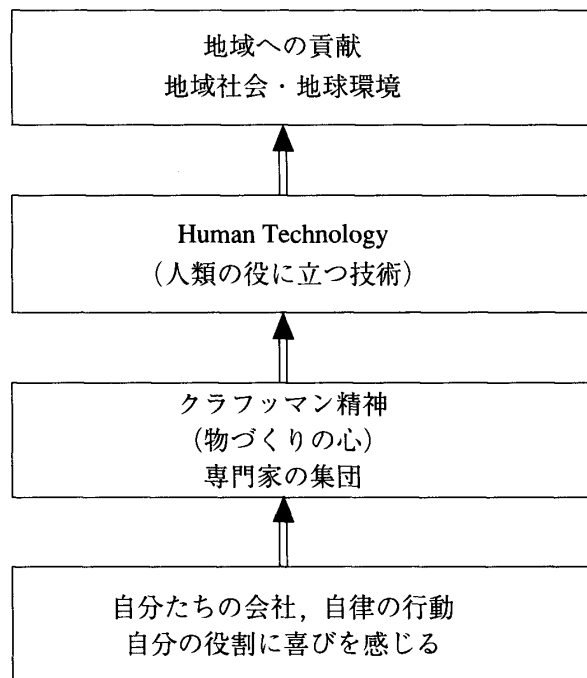 地域への貢献
地域社会・地球環境
Human Technology
(人類の役に立つ技術)
クラフッマン精神
(物づくりの心)
専門家の集団
自分たちの会社,自律の行動
自分の役割に喜びを感じる